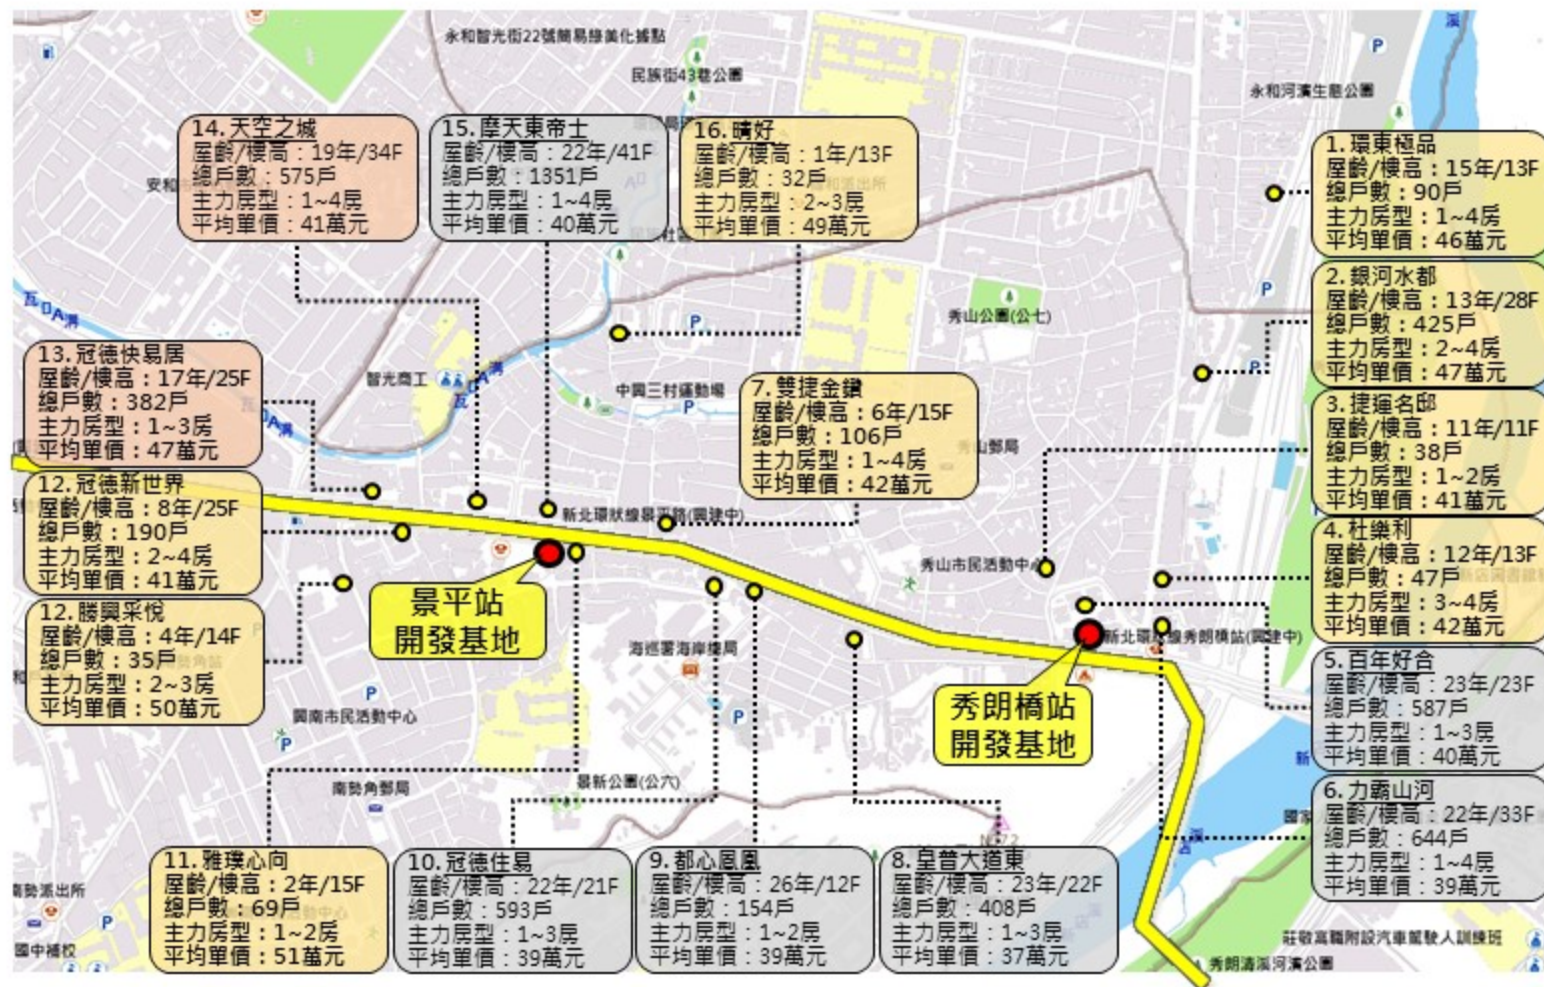 永和智光街22號簡易綠美化據點
民族街43巷公園
永和河濱生態公園
14. 天空之城
屋齡/樓高：19年/34F
總戶數：575戶
主力房型：1~4房
平均單價：41萬元
15. 摩天東帝士
屋齡/樓高：22年/41F
總戶數：1351戶
主力房型：1~4房
平均單價：40萬元
16. 晴好
屋齡/樓高：1年/13F
總戶數：32戶
主力房型：2~3房
平均單價：49萬元
1. 環東極品
屋齡/樓高：15年/13F
總戶數：90戶
主力房型：1~4房
平均單價：46萬元
2. 銀河水都
屋齡/樓高：13年/28F
總戶數：425戶
主力房型：2~4房
平均單價：47萬元
秀山公園(公七)
13. 冠德快易居
屋齡/樓高：17年/25F
總戶數：382戶
主力房型：1~3房
平均單價：47萬元
智光商工
中興三村運動場
7. 雙捷金鑽
屋齡/樓高：6年/15F
總戶數：106戶
主力房型：1~4房
平均單價：42萬元
秀山郵局
3. 捷運名邸
屋齡/樓高：11年/11F
總戶數：38戶
主力房型：1~2房
平均單價：41萬元
12. 冠德新世界
屋齡/樓高：8年/25F
總戶數：190戶
主力房型：2~4房
平均單價：41萬元
新北環狀線景平路(興建中)
秀山市民活動中心
4. 杜樂利
屋齡/樓高：12年/13F
總戶數：47戶
主力房型：3~4房
平均單價：42萬元
12. 勝興采悅
屋齡/樓高：4年/14F
總戶數：35戶
主力房型：2~3房
平均單價：50萬元
景平站
開發基地
海巡署海岸總局
新北環狀線秀朗橋站(興建中)
秀朗橋站
開發基地
5. 百年好合
屋齡/樓高：23年/23F
總戶數：587戶
主力房型：1~3房
平均單價：40萬元
興南市民活動中心
南勢角郵局
景新公園(公六)
6. 力霸山河
屋齡/樓高：22年/33F
總戶數：644戶
主力房型：1~4房
平均單價：39萬元
11. 雅璞心向
屋齡/樓高：2年/15F
總戶數：69戶
主力房型：1~2房
平均單價：51萬元
10. 冠德住易
屋齡/樓高：22年/21F
總戶數：593戶
主力房型：1~3房
平均單價：39萬元
9. 都心凰凰
屋齡/樓高：26年/12F
總戶數：154戶
主力房型：1~2房
平均單價：39萬元
8. 皇普大道東
屋齡/樓高：23年/22F
總戶數：408戶
主力房型：1~3房
平均單價：37萬元
南勢派出所
國中補校
莊敬高職附設汽車駕駛人訓練班
秀朗清溪河濱公園